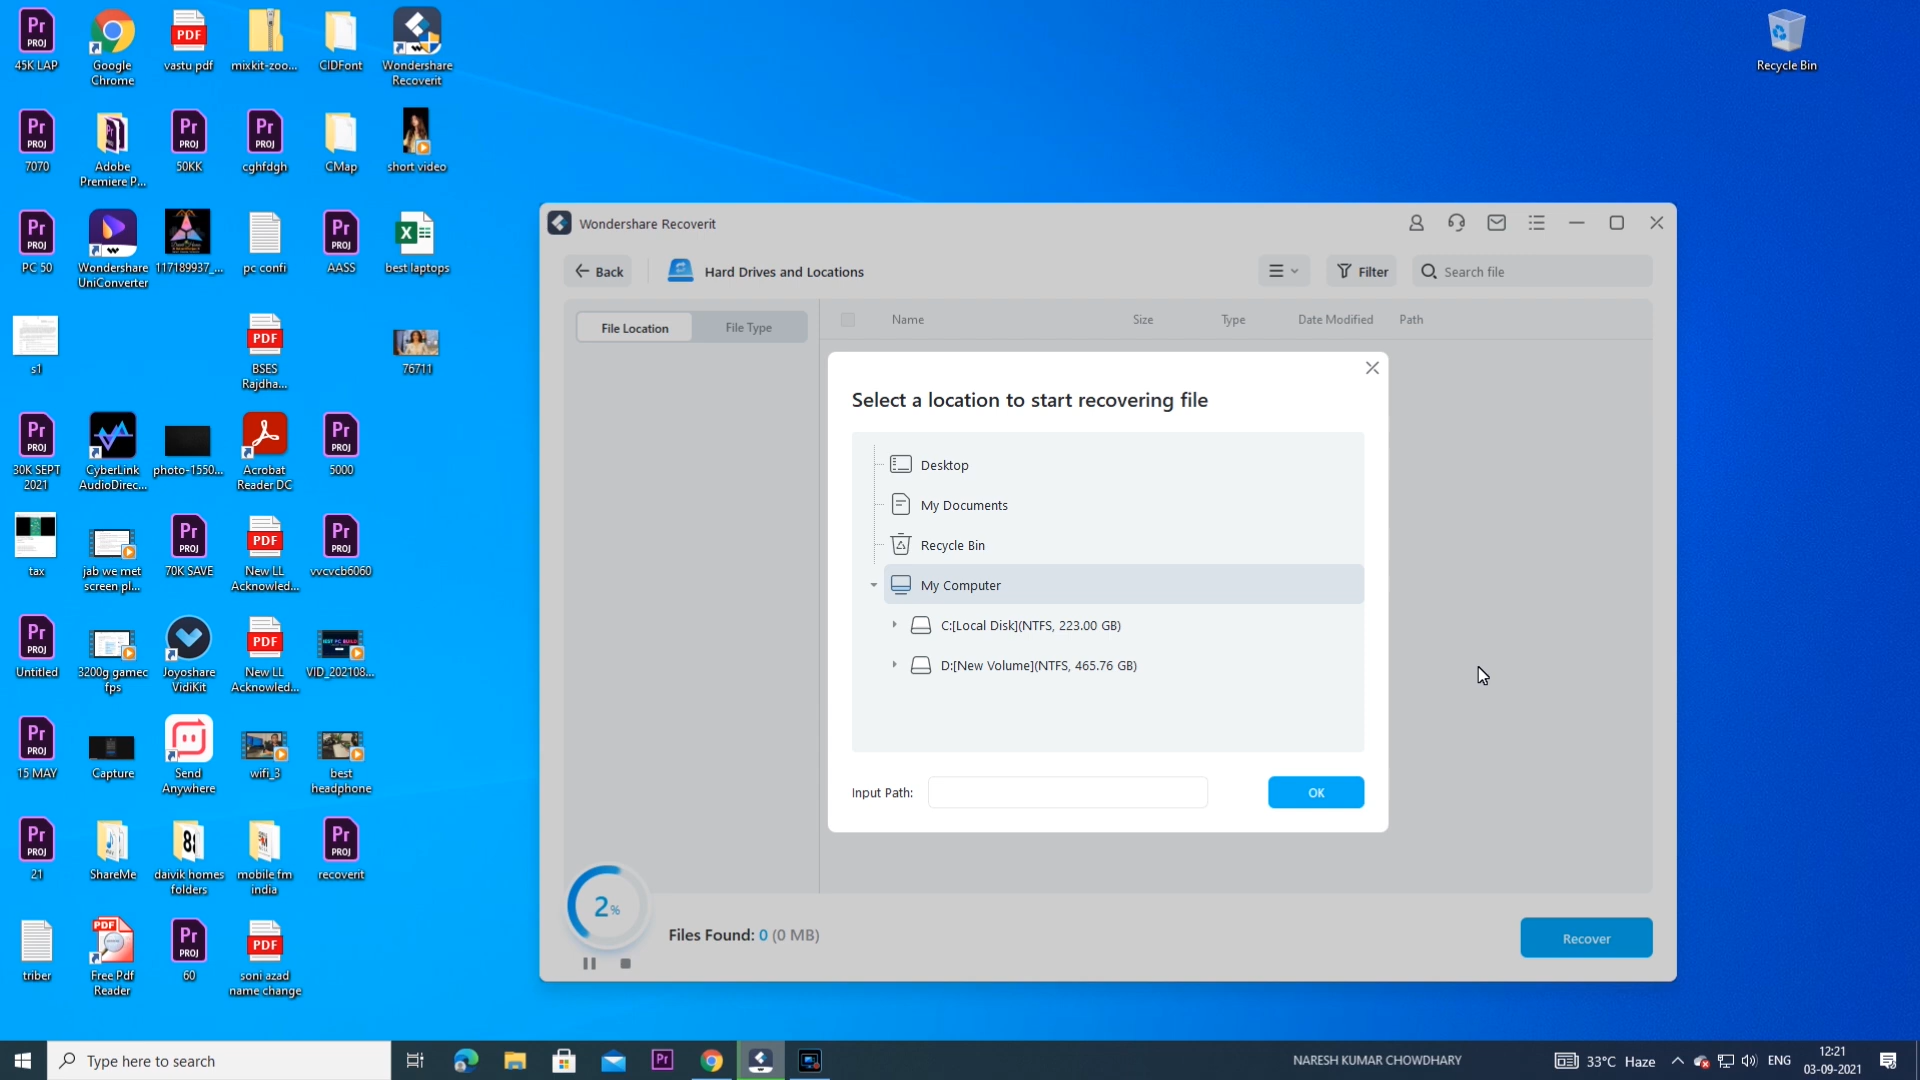 45K LAP
Google
Chrome
vastu pdf
mixkit-zoo...
CIDFont
Wondershare
Recoverit
Recycle Bin
7070
Adobe
Premiere P...
50KK
cghfdgh
CMap
short video
PC 50
Wondershare
UniConverter
117189937_...
pc confi
AASS
best laptops
s1
BSES
Rajdha...
76711
30K SEPT
2021
CyberLink
AudioDirec...
photo-1550...
Acrobat
Reader DC
5000
tax
jab we met
screen pl...
70K SAVE
New LL
Acknowled...
vvcvcb6060
Untitled
3200g gamec
fps
Joyoshare
VidiKit
New LL
Acknowled...
VID_202108...
15 MAY
Capture
Send
Anywhere
wifi_3
best
headphone
21
ShareMe
daivik homes
folders
mobile fm
india
recoverit
triber
Free Pdf
Reader
60
soni azad
name change
Wondershare Recoverit
Back
Hard Drives and Locations
Filter
Search file
File Location
File Type
Name
Size
Type
Date Modified
Path
Select a location to start recovering file
Desktop
My Documents
Recycle Bin
My Computer
C:[Local Disk](NTFS, 223.00 GB)
D:[New Volume](NTFS, 465.76 GB)
Input Path:
OK
2%
Files Found: 0 (0 MB)
Recover
Type here to search
NARESH KUMAR CHOWDHARY
33°C Haze
ENG
12:21
03-09-2021